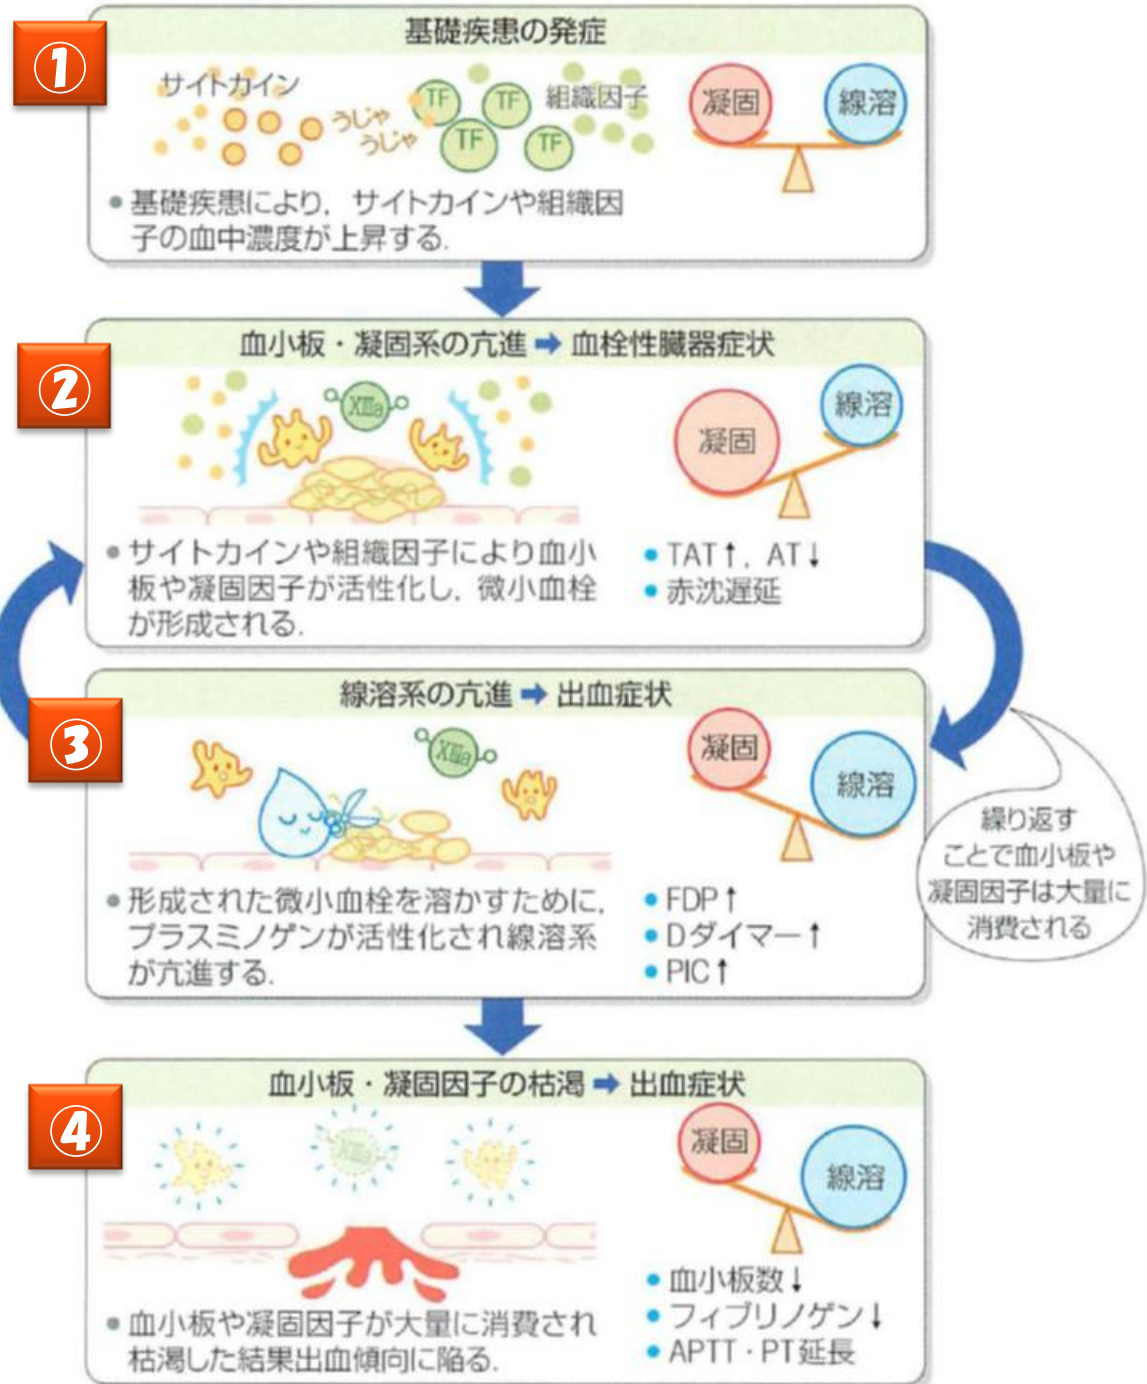 ①
基礎疾患の発症
サイトカイン
うじゃ
うじゃ
TF
TF
TF
TF
組織因子
凝固
線溶
●基礎疾患により，サイトカインや組織因
子の血中濃度が上昇する．
②
血小板・凝固系の亢進➡血栓性臓器症状
XIIIa
凝固
線溶
●サイトカインや組織因子により血小
板や凝固因子が活性化し，微小血栓
が形成される．
●TAT↑，AT↓
●赤沈遅延
③
線溶系の亢進➡出血症状
XIIIa
凝固
線溶
●形成された微小血栓を溶かすために，
プラスミノゲンが活性化され線溶系
が亢進する．
●FDP↑
●Dダイマー↑
●PIC↑
繰り返す
ことで血小板や
凝固因子は大量に
消費される
④
血小板・凝固因子の枯渇➡出血症状
XIIIa
凝固
線溶
●血小板や凝固因子が大量に消費され
枯渇した結果出血傾向に陥る．
●血小板数↓
●フィブリノゲン↓
●APTT・PT延長